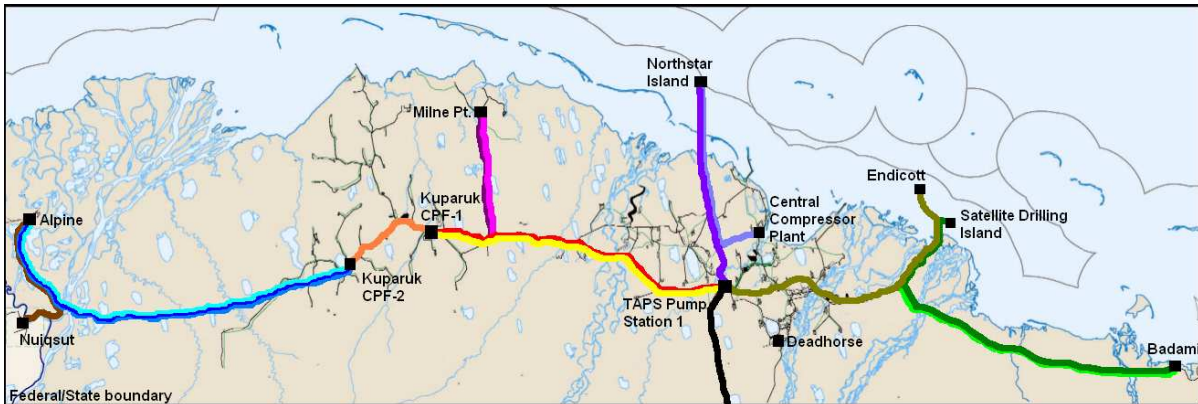 Northstar
Island
Milne Pt.
Endicott
Alpine
Kuparuk
CPF-1
Central
Compressor
Plant
Satellite Drilling
Island
Kuparuk
CPF-2
TAPS Pump
Station 1
Nuiqsut
Deadhorse
Badami
Federal/State boundary